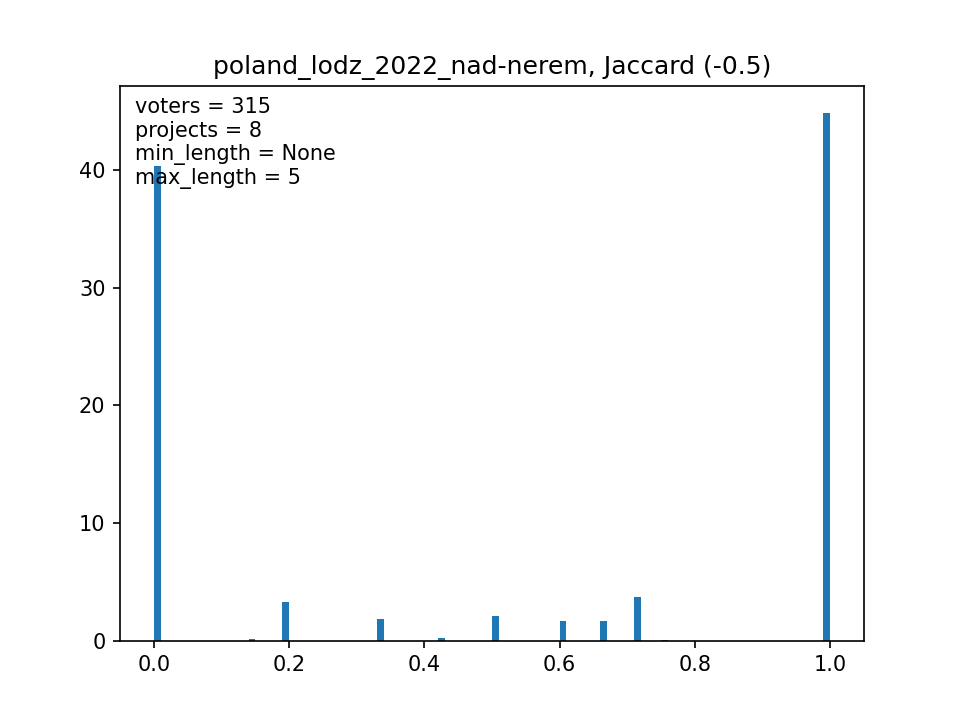 poland_lodz_2022_nad-nerem, Jaccard (-0.5)
voters = 315
projects = 8
min_length = None
max_length = 5
40
30
20
10
0
0.0 0.2 0.4 0.6 0.8 1.0